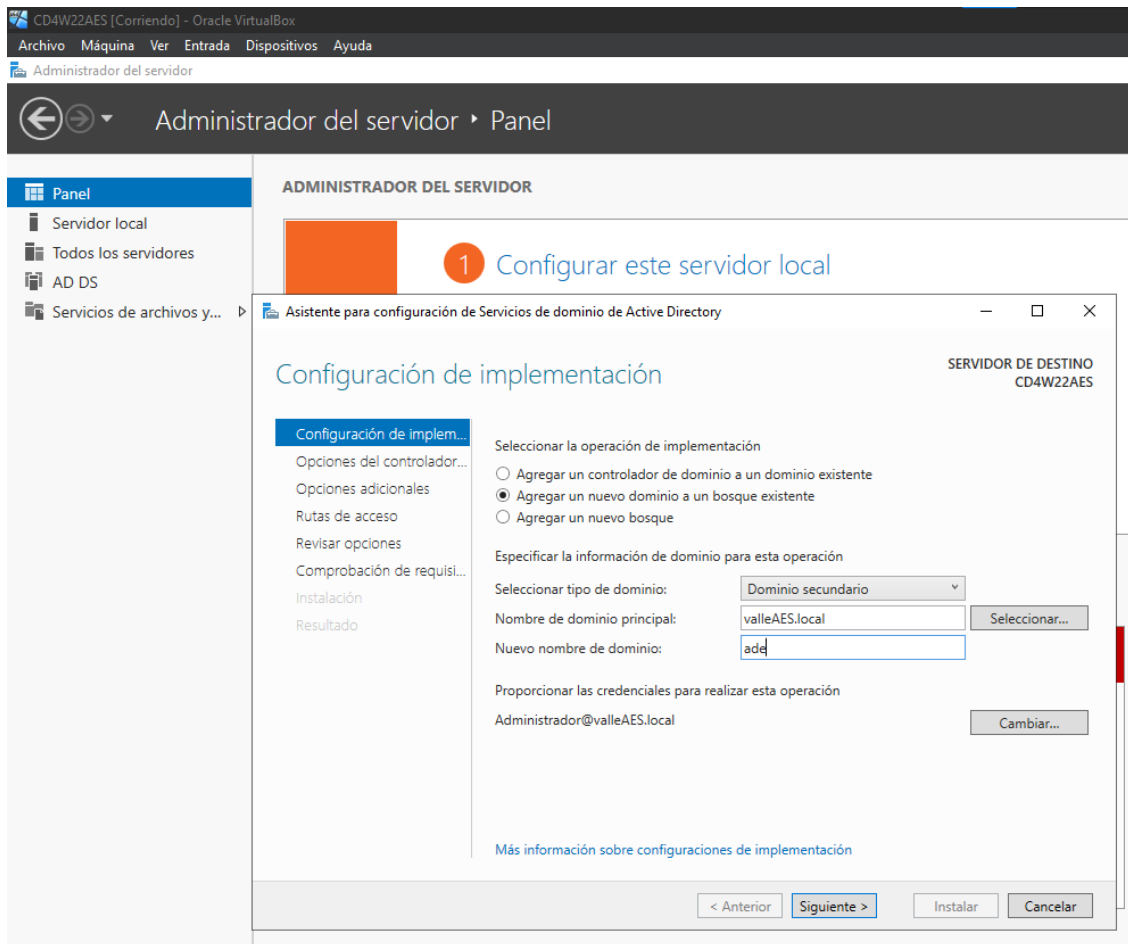 CD4W22AES [Corriendo] - Oracle VirtualBox
Archivo Máquina Ver Entrada Dispositivos Ayuda
Administrador del servidor
Administrador del servidor ‣ Panel
Panel
Servidor local
Todos los servidores
AD DS
Servicios de archivos y...
ADMINISTRADOR DEL SERVIDOR
1 Configurar este servidor local
Asistente para configuración de Servicios de dominio de Active Directory
Configuración de implementación
SERVIDOR DE DESTINO
CD4W22AES
Configuración de implem...
Opciones del controlador...
Opciones adicionales
Rutas de acceso
Revisar opciones
Comprobación de requisi...
Instalación
Resultado
Seleccionar la operación de implementación
Agregar un controlador de dominio a un dominio existente
Agregar un nuevo dominio a un bosque existente
Agregar un nuevo bosque
Especificar la información de dominio para esta operación
Seleccionar tipo de dominio: Dominio secundario
Nombre de dominio principal: valleAES.local Seleccionar...
Nuevo nombre de dominio: ade
Proporcionar las credenciales para realizar esta operación
Administrador@valleAES.local Cambiar...
Más información sobre configuraciones de implementación
< Anterior Siguiente > Instalar Cancelar